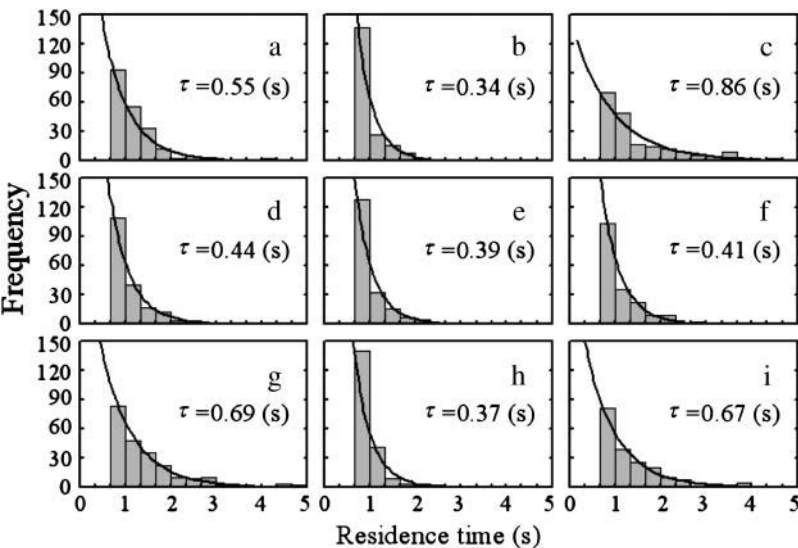 150 a b c
120
90 τ =0.55 (s) τ =0.34 (s) τ =0.86 (s)
60
30
0
150 d e f
120
90 τ =0.44 (s) τ =0.39 (s) τ =0.41 (s)
60
30
0
Frequency
150 g h i
120
90 τ =0.69 (s) τ =0.37 (s) τ =0.67 (s)
60
30
0
0 1 2 3 4 5 0 1 2 3 4 5 0 1 2 3 4 5
Residence time (s)